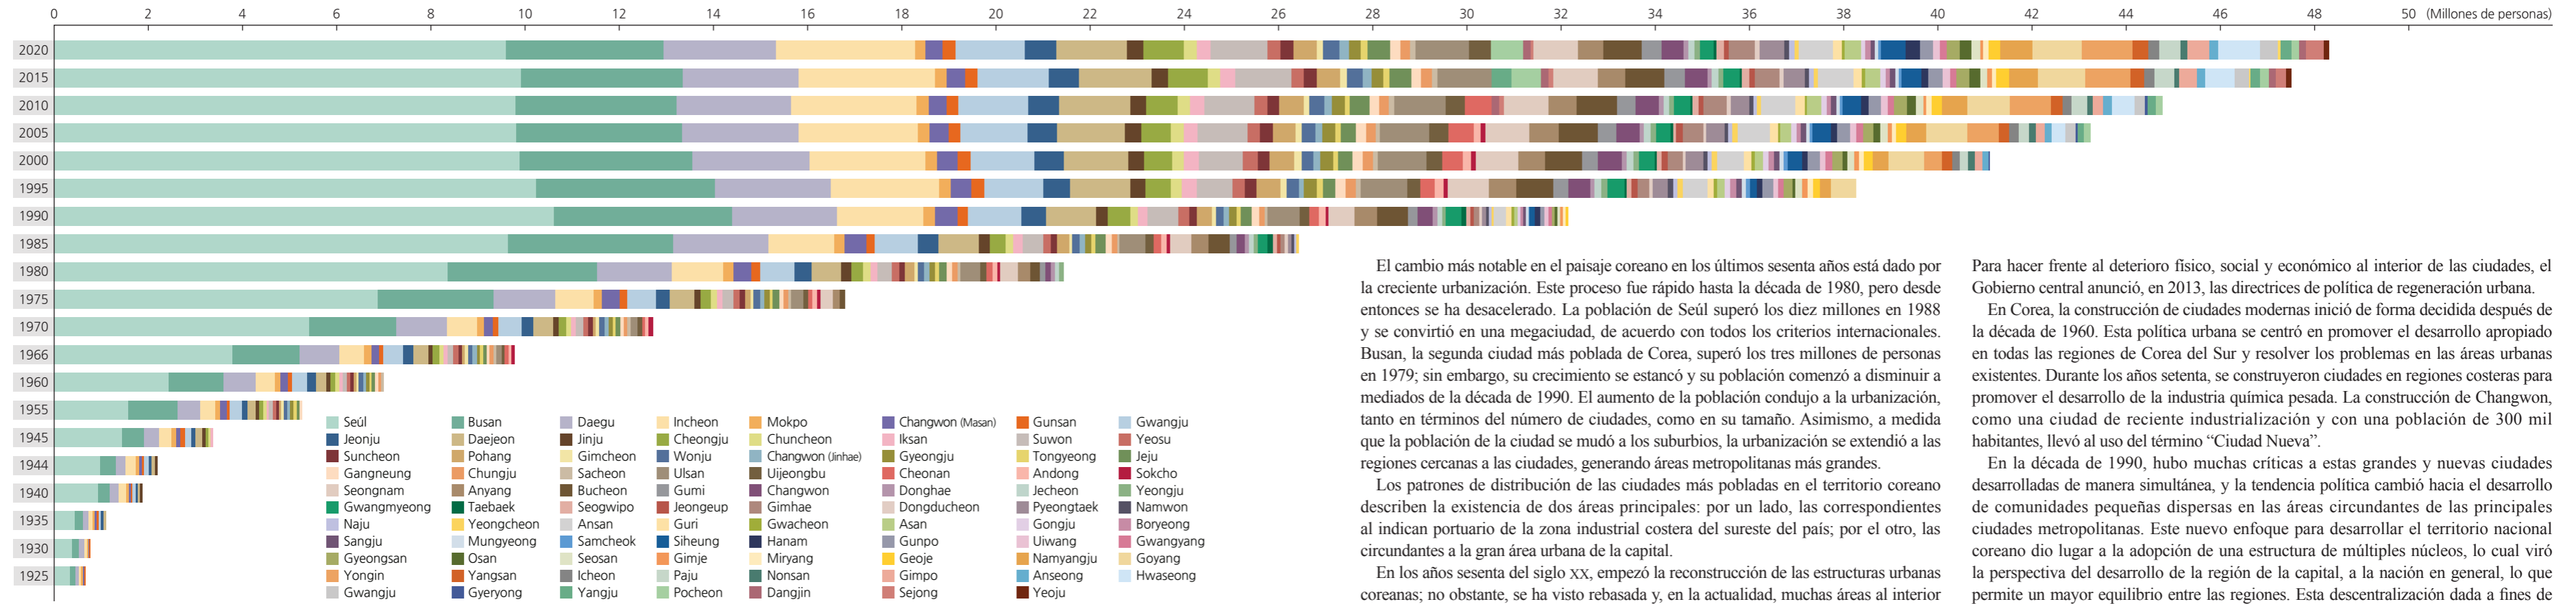 0 2 4 6 8 10 12 14 16 18 20 22 24 26 28 30 32 34 36 38 40 42 44 46 48 50 (Millones de personas)
2020
2015
2010
2005
2000
1995
1990
1985
1980
1975
1970
1966
1960
1955
1945
1944
1940
1935
1930
1925
Seúl Busan Daegu Incheon Mokpo Changwon (Masan) Gunsan Gwangju
Jeonju Daejeon Jinju Cheongju Chuncheon Iksan Suwon Yeosu
Suncheon Pohang Gimcheon Wonju Changwon (Jinhae) Gyeongju Tongyeong Jeju
Gangneung Chungju Sacheon Ulsan Uijeongbu Cheonan Andong Sokcho
Seongnam Anyang Bucheon Gumi Changwon Donghae Jecheon Yeongju
Gwangmyeong Taebaek Seogwipo Jeongeup Gimhae Dongducheon Pyeongtaek Namwon
Naju Yeongcheon Ansan Guri Gwacheon Asan Gongju Boryeong
Sangju Mungyeong Samcheok Siheung Hanam Gunpo Uiwang Gwangyang
Gyeongsan Osan Seosan Gimje Miryang Geoje Namyangju Goyang
Yongin Yangsan Icheon Paju Nonsan Gimpo Anseong Hwaseong
Gwangju Gyeryong Yangju Pocheon Dangjin Sejong Yeoju
El cambio más notable en el paisaje coreano en los últimos sesenta años está dado por
la creciente urbanización. Este proceso fue rápido hasta la década de 1980, pero desde
entonces se ha desacelerado. La población de Seúl superó los diez millones en 1988
y se convirtió en una megaciudad, de acuerdo con todos los criterios internacionales.
Busan, la segunda ciudad más poblada de Corea, superó los tres millones de personas
en 1979; sin embargo, su crecimiento se estancó y su población comenzó a disminuir a
mediados de la década de 1990. El aumento de la población condujo a la urbanización,
tanto en términos del número de ciudades, como en su tamaño. Asimismo, a medida
que la población de la ciudad se mudó a los suburbios, la urbanización se extendió a las
regiones cercanas a las ciudades, generando áreas metropolitanas más grandes.
Los patrones de distribución de las ciudades más pobladas en el territorio coreano
describen la existencia de dos áreas principales: por un lado, las correspondientes
al indican portuario de la zona industrial costera del sureste del país; por el otro, las
circundantes a la gran área urbana de la capital.
En los años sesenta del siglo XX, empezó la reconstrucción de las estructuras urbanas
coreanas; no obstante, se ha visto rebasada y, en la actualidad, muchas áreas al interior
Para hacer frente al deterioro físico, social y económico al interior de las ciudades, el
Gobierno central anunció, en 2013, las directrices de política de regeneración urbana.
En Corea, la construcción de ciudades modernas inició de forma decidida después de
la década de 1960. Esta política urbana se centró en promover el desarrollo apropiado
en todas las regiones de Corea del Sur y resolver los problemas en las áreas urbanas
existentes. Durante los años setenta, se construyeron ciudades en regiones costeras para
promover el desarrollo de la industria química pesada. La construcción de Changwon,
como una ciudad de reciente industrialización y con una población de 300 mil
habitantes, llevó al uso del término “Ciudad Nueva”.
En la década de 1990, hubo muchas críticas a estas grandes y nuevas ciudades
desarrolladas de manera simultánea, y la tendencia política cambió hacia el desarrollo
de comunidades pequeñas dispersas en las áreas circundantes de las principales
ciudades metropolitanas. Este nuevo enfoque para desarrollar el territorio nacional
coreano dio lugar a la adopción de una estructura de múltiples núcleos, lo cual viró
la perspectiva del desarrollo de la región de la capital, a la nación en general, lo que
permite un mayor equilibrio entre las regiones. Esta descentralización dada a fines de